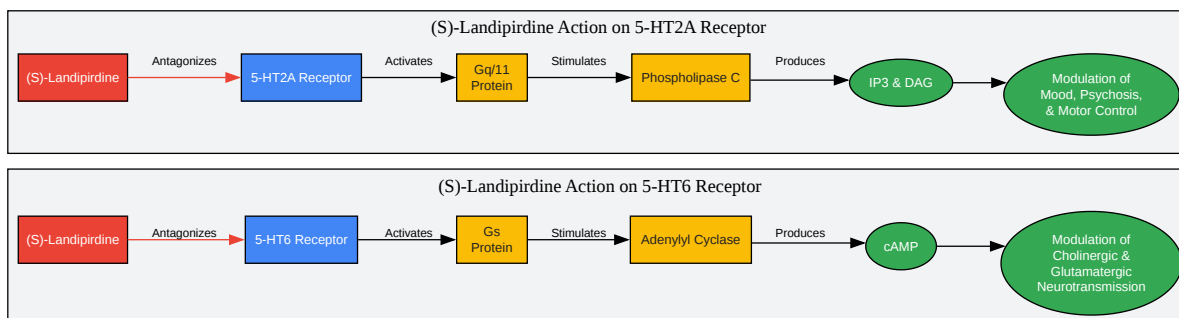 (S)-Landipirdine Action on 5-HT2A Receptor
(S)-Landipirdine
Antagonizes
5-HT2A Receptor
Activates
Gq/11
Protein
Stimulates
Phospholipase C
Produces
IP3 & DAG
Modulation of
Mood, Psychosis,
& Motor Control
(S)-Landipirdine Action on 5-HT6 Receptor
(S)-Landipirdine
Antagonizes
5-HT6 Receptor
Activates
Gs
Protein
Stimulates
Adenylyl Cyclase
Produces
cAMP
Modulation of
Cholinergic &
Glutamatergic
Neurotransmission